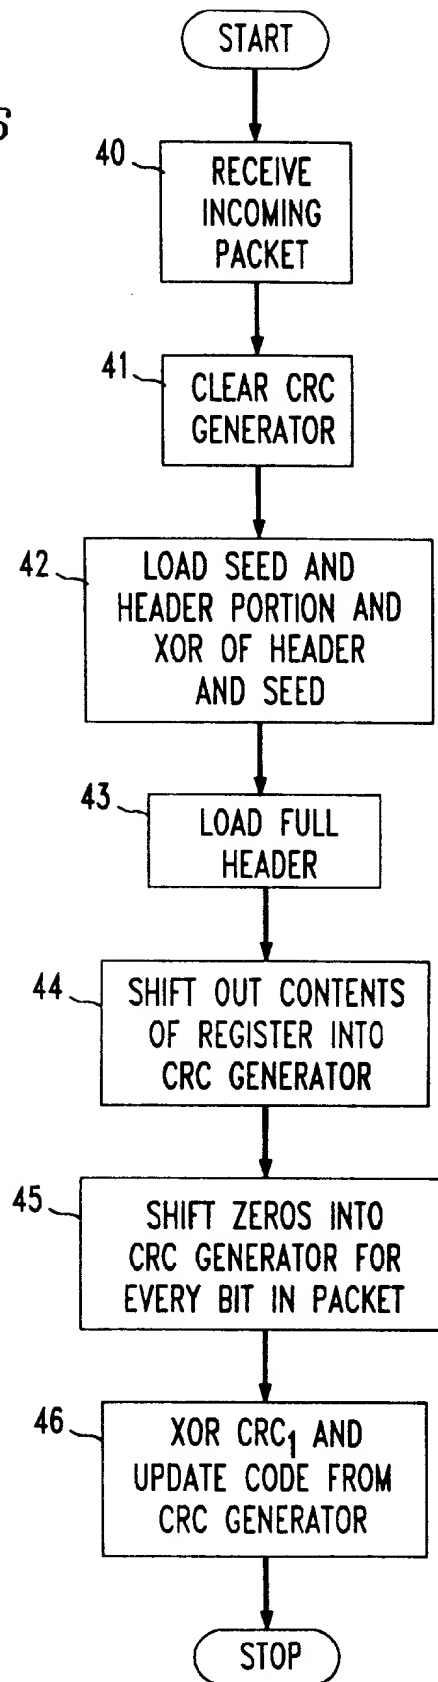 START
6
40
RECEIVE
INCOMING
PACKET
41
CLEAR CRC
GENERATOR
42
LOAD SEED AND
HEADER PORTION AND
XOR OF HEADER
AND SEED
43
LOAD FULL
HEADER
44
SHIFT OUT CONTENTS
OF REGISTER INTO
CRC GENERATOR
45
SHIFT ZEROS INTO
CRC GENERATOR FOR
EVERY BIT IN PACKET
46
XOR CRC₁ AND
UPDATE CODE FROM
CRC GENERATOR
STOP